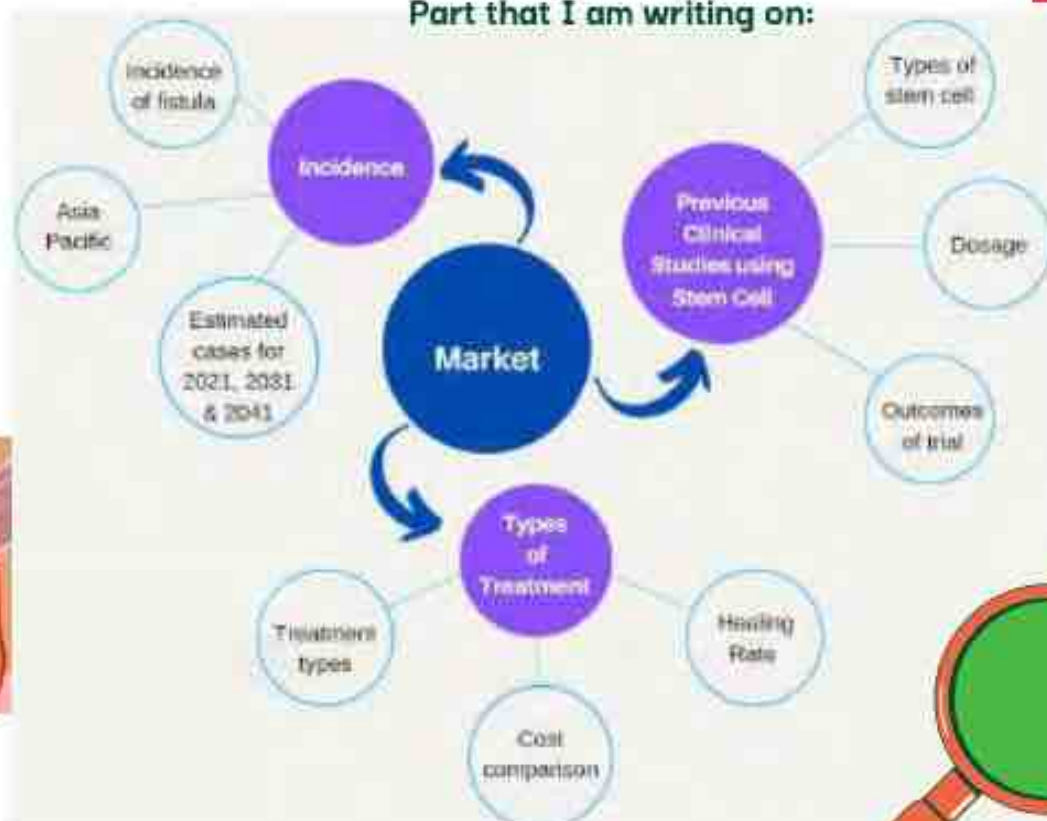 Part that I am writing on:
Incidence
of fistula
Asia
Pacific
Estimated
cases for
2021, 2031
& 2041
Incidence
Market
Previous
Clinical
Studies using
Stem Cell
Types of
stem cell
Dosage
Outcomes
of trial
Types
of
Treatment
Treatment
types
Cost
comparison
Healing
Rate